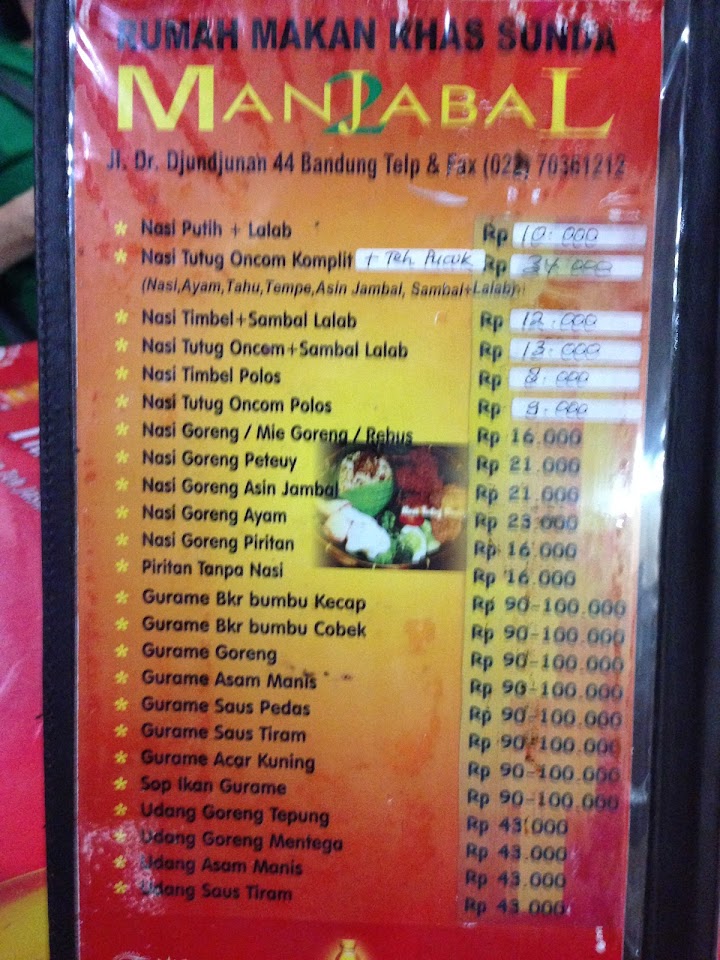 RUMAH MAKAN KHAS SUNDA
MANJABAL 2
Jl. Dr. Djundjunan 44 Bandung Telp & Fax (022) 70361212
* Nasi Putih + Lalab Rp 10.000
* Nasi Tutug Oncom Komplit + Teh Pucuk Rp 34.000
(Nasi,Ayam,Tahu,Tempe,Asin Jambal, Sambal+Lalab)
* Nasi Timbel+Sambal Lalab Rp 12.000
* Nasi Tutug Oncom+Sambal Lalab Rp 13.000
* Nasi Timbel Polos Rp 8.000
* Nasi Tutug Oncom Polos Rp 9.000
* Nasi Goreng / Mie Goreng / Rebus Rp 16.000
* Nasi Goreng Peteuy Rp 21.000
* Nasi Goreng Asin Jambal Rp 21.000
* Nasi Goreng Ayam Rp 23.000
* Nasi Goreng Piritan Rp 16.000
* Piritan Tanpa Nasi Rp 16.000
* Gurame Bkr bumbu Kecap Rp 90-100.000
* Gurame Bkr bumbu Cobek Rp 90-100.000
* Gurame Goreng Rp 90-100.000
* Gurame Asam Manis Rp 90-100.000
* Gurame Saus Pedas Rp 90-100.000
* Gurame Saus Tiram Rp 90-100.000
* Gurame Acar Kuning Rp 90-100.000
* Sop Ikan Gurame Rp 90-100.000
* Udang Goreng Tepung Rp 43.000
* Udang Goreng Mentega Rp 43.000
* Udang Asam Manis Rp 43.000
* Udang Saus Tiram Rp 43.000